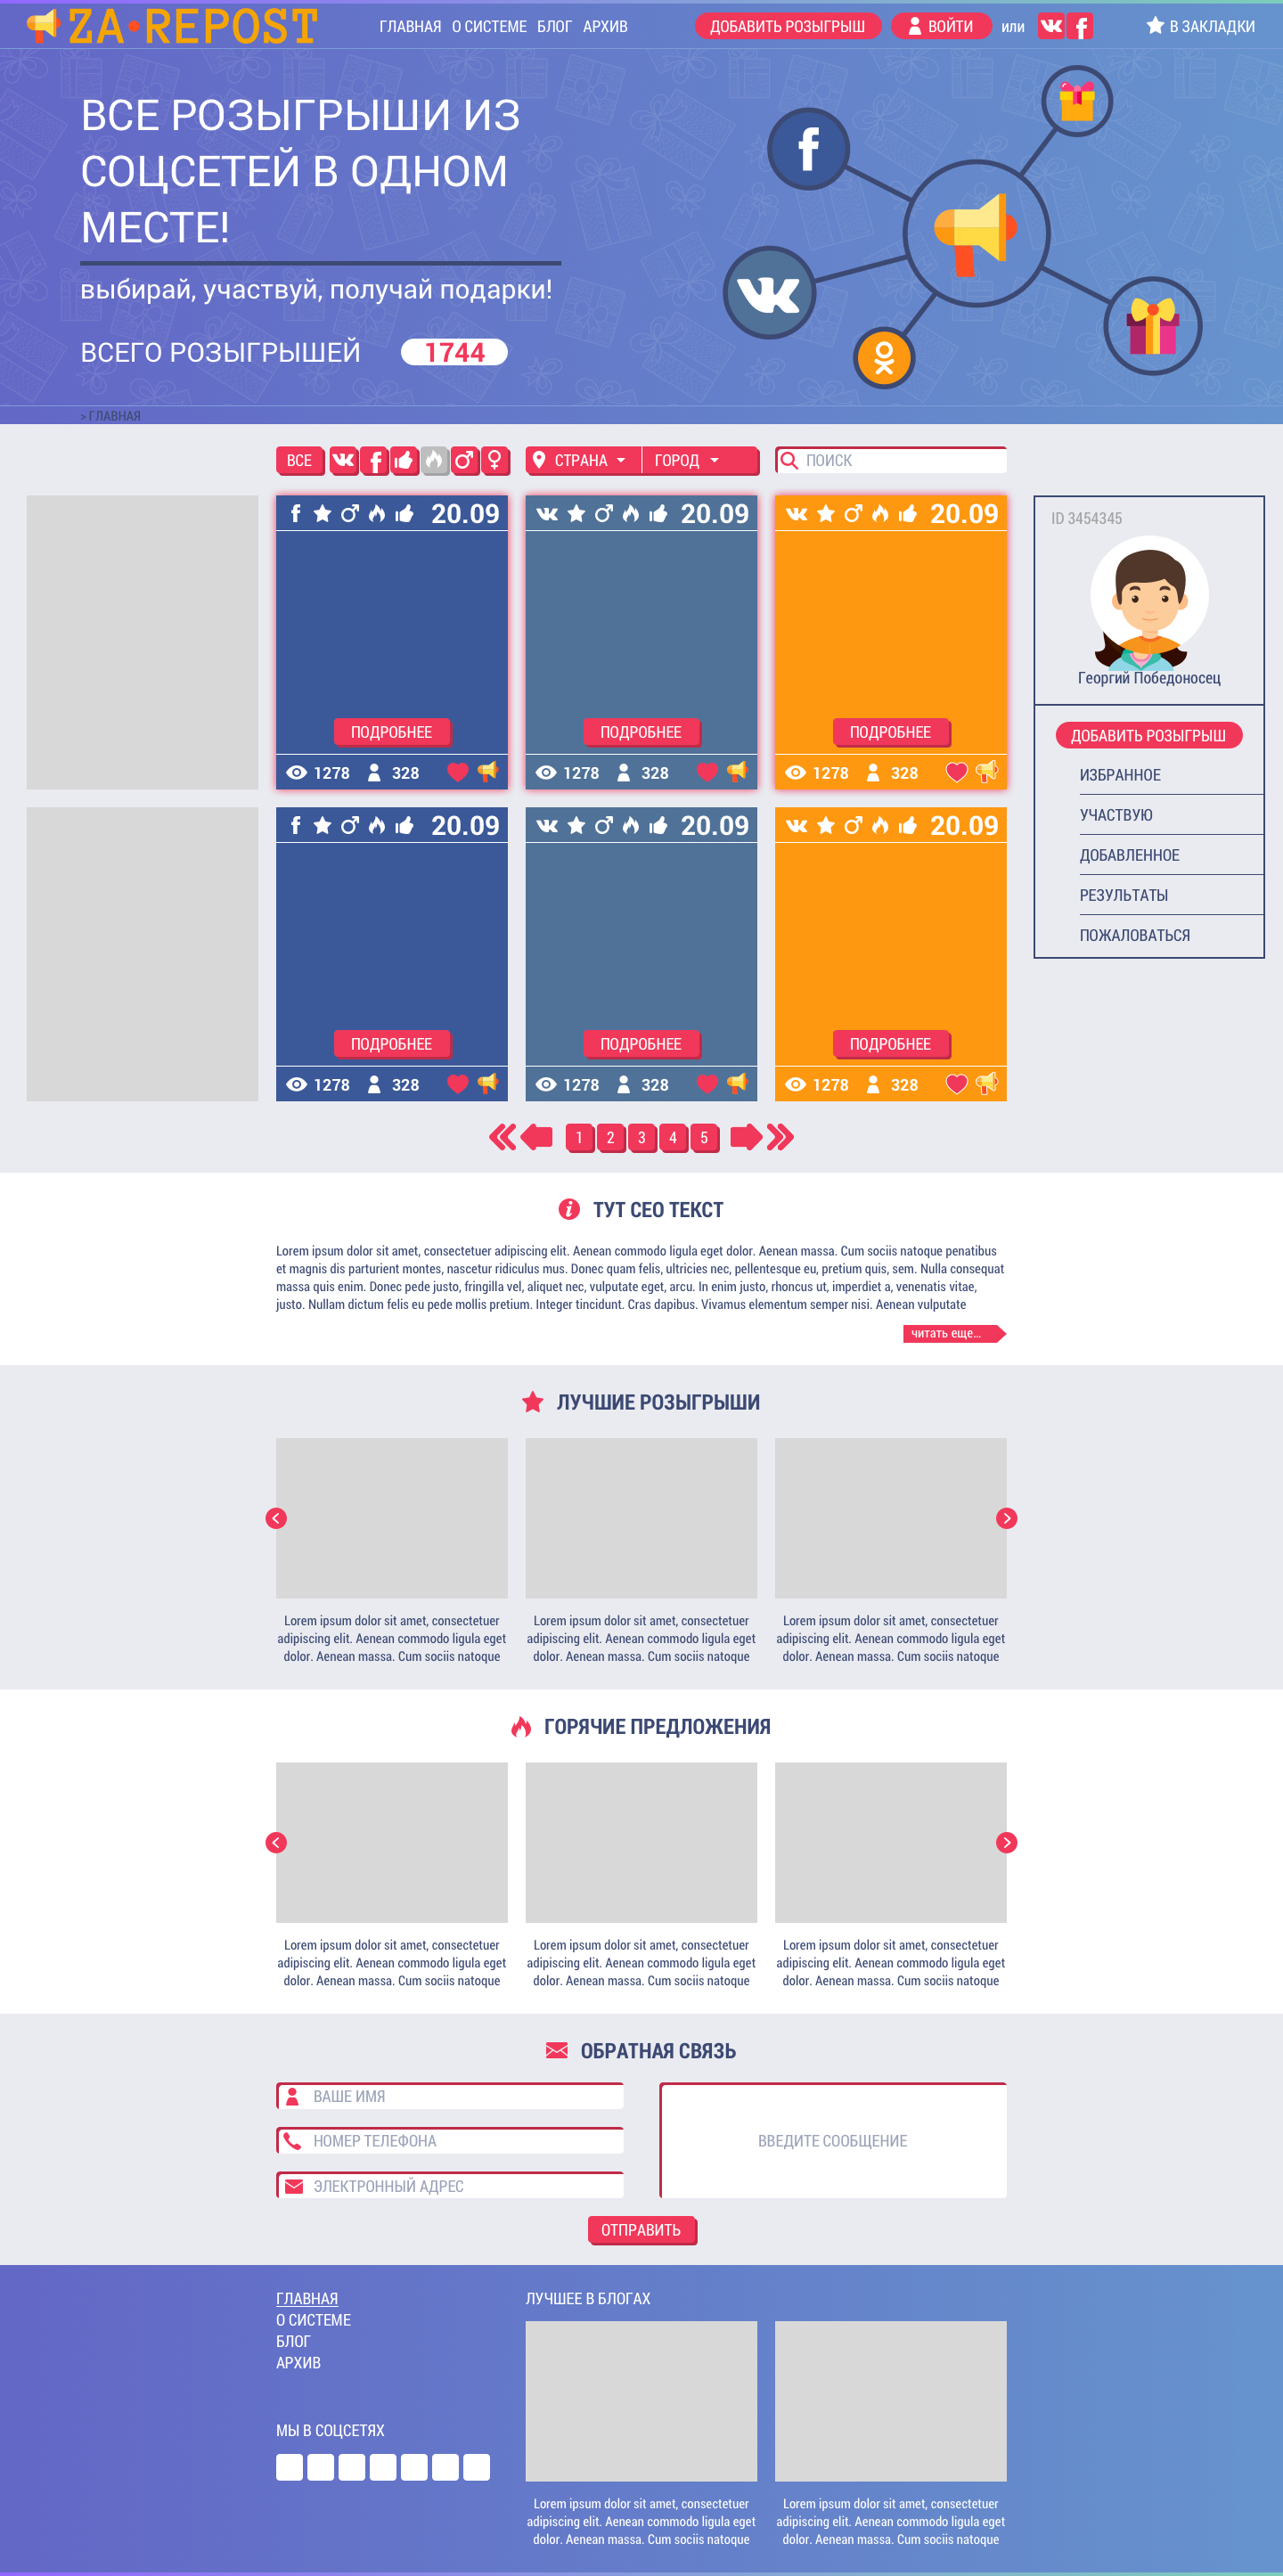 ZA•REPOST
ГЛАВНАЯ О СИСТЕМЕ БЛОГ АРХИВ
ДОБАВИТЬ РОЗЫГРЫШ
ВОЙТИ
или
В ЗАКЛАДКИ
ВСЕ РОЗЫГРЫШИ ИЗ
СОЦСЕТЕЙ В ОДНОМ
МЕСТЕ!
выбирай, участвуй, получай подарки!
ВСЕГО РОЗЫГРЫШЕЙ 1744
> ГЛАВНАЯ
ВСЕ
СТРАНА
ГОРОД
ПОИСК
20.09
20.09
20.09
ПОДРОБНЕЕ
ПОДРОБНЕЕ
ПОДРОБНЕЕ
1278 328
1278 328
1278 328
20.09
20.09
20.09
ПОДРОБНЕЕ
ПОДРОБНЕЕ
ПОДРОБНЕЕ
1278 328
1278 328
1278 328
ID 3454345
Георгий Победоносец
ДОБАВИТЬ РОЗЫГРЫШ
ИЗБРАННОЕ
УЧАСТВУЮ
ДОБАВЛЕННОЕ
РЕЗУЛЬТАТЫ
ПОЖАЛОВАТЬСЯ
1 2 3 4 5
ТУТ СЕО ТЕКСТ
Lorem ipsum dolor sit amet, consectetuer adipiscing elit. Aenean commodo ligula eget dolor. Aenean massa. Cum sociis natoque penatibus
et magnis dis parturient montes, nascetur ridiculus mus. Donec quam felis, ultricies nec, pellentesque eu, pretium quis, sem. Nulla consequat
massa quis enim. Donec pede justo, fringilla vel, aliquet nec, vulputate eget, arcu. In enim justo, rhoncus ut, imperdiet a, venenatis vitae,
justo. Nullam dictum felis eu pede mollis pretium. Integer tincidunt. Cras dapibus. Vivamus elementum semper nisi. Aenean vulputate
читать еще...
ЛУЧШИЕ РОЗЫГРЫШИ
Lorem ipsum dolor sit amet, consectetuer
adipiscing elit. Aenean commodo ligula eget
dolor. Aenean massa. Cum sociis natoque
Lorem ipsum dolor sit amet, consectetuer
adipiscing elit. Aenean commodo ligula eget
dolor. Aenean massa. Cum sociis natoque
Lorem ipsum dolor sit amet, consectetuer
adipiscing elit. Aenean commodo ligula eget
dolor. Aenean massa. Cum sociis natoque
ГОРЯЧИЕ ПРЕДЛОЖЕНИЯ
Lorem ipsum dolor sit amet, consectetuer
adipiscing elit. Aenean commodo ligula eget
dolor. Aenean massa. Cum sociis natoque
Lorem ipsum dolor sit amet, consectetuer
adipiscing elit. Aenean commodo ligula eget
dolor. Aenean massa. Cum sociis natoque
Lorem ipsum dolor sit amet, consectetuer
adipiscing elit. Aenean commodo ligula eget
dolor. Aenean massa. Cum sociis natoque
ОБРАТНАЯ СВЯЗЬ
ВАШЕ ИМЯ
НОМЕР ТЕЛЕФОНА
ЭЛЕКТРОННЫЙ АДРЕС
ВВЕДИТЕ СООБЩЕНИЕ
ОТПРАВИТЬ
ГЛАВНАЯ
О СИСТЕМЕ
БЛОГ
АРХИВ
МЫ В СОЦСЕТЯХ
ЛУЧШЕЕ В БЛОГАХ
Lorem ipsum dolor sit amet, consectetuer
adipiscing elit. Aenean commodo ligula eget
dolor. Aenean massa. Cum sociis natoque
Lorem ipsum dolor sit amet, consectetuer
adipiscing elit. Aenean commodo ligula eget
dolor. Aenean massa. Cum sociis natoque